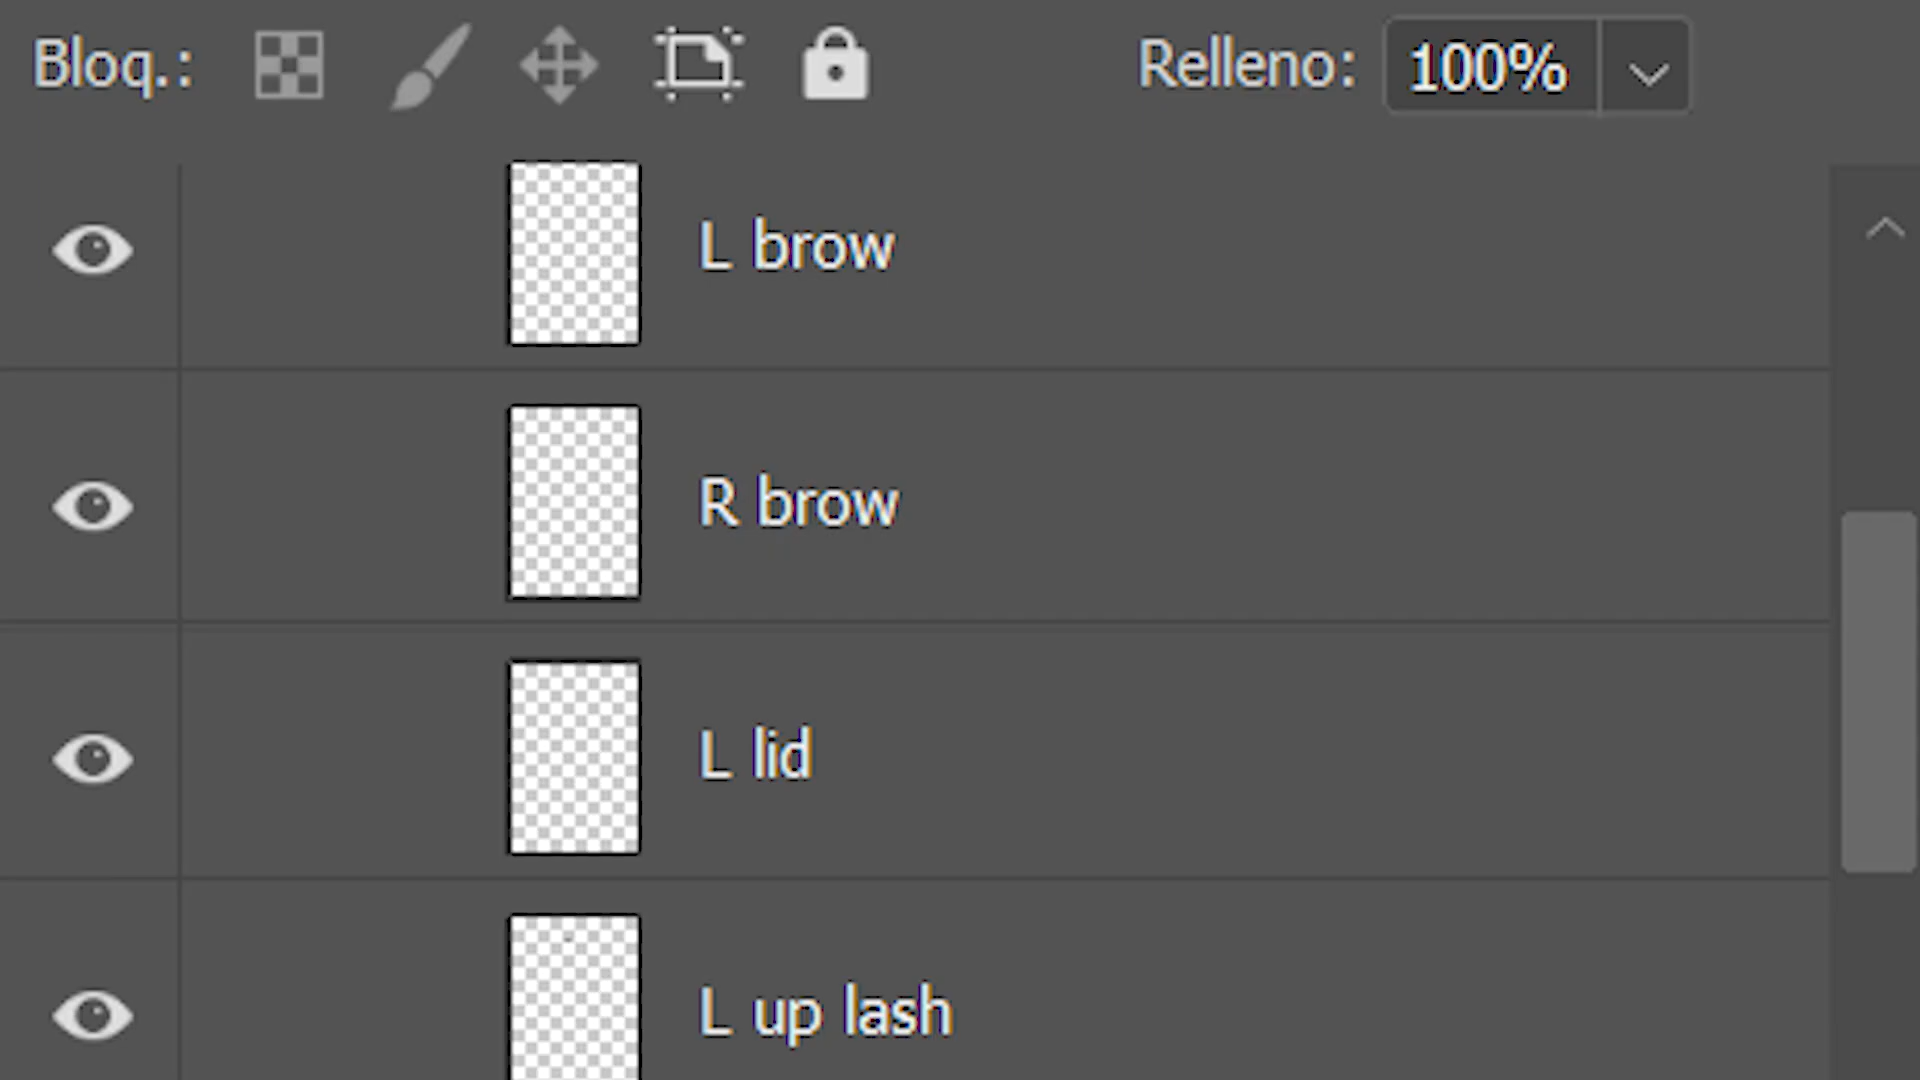 Bloq.: Relleno: 100%
L brow
R brow
L lid
L up lash